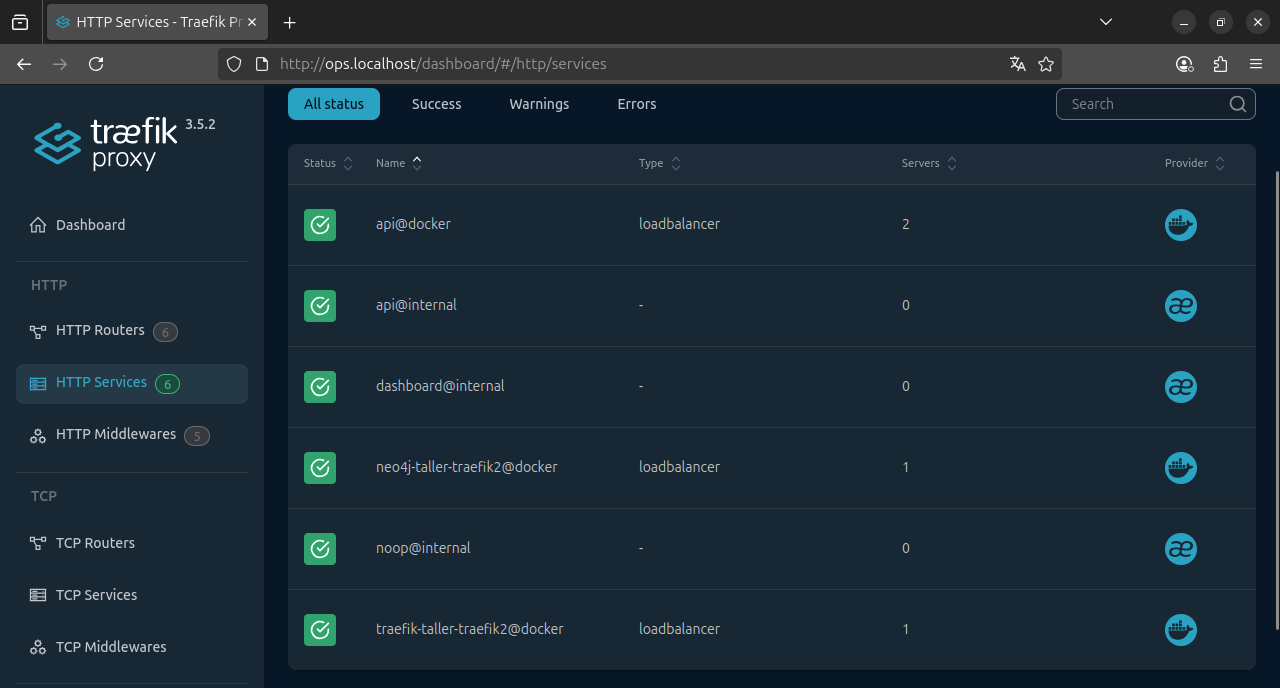 HTTP Services - Traefik Pr
http://ops.localhost/dashboard/#/http/services
træfik proxy 3.5.2
Dashboard
HTTP
HTTP Routers 6
HTTP Services 6
HTTP Middlewares 5
TCP
TCP Routers
TCP Services
TCP Middlewares
All status Success Warnings Errors Search
Status Name Type Servers Provider
api@docker loadbalancer 2
api@internal - 0
dashboard@internal - 0
neo4j-taller-traefik2@docker loadbalancer 1
noop@internal - 0
traefik-taller-traefik2@docker loadbalancer 1